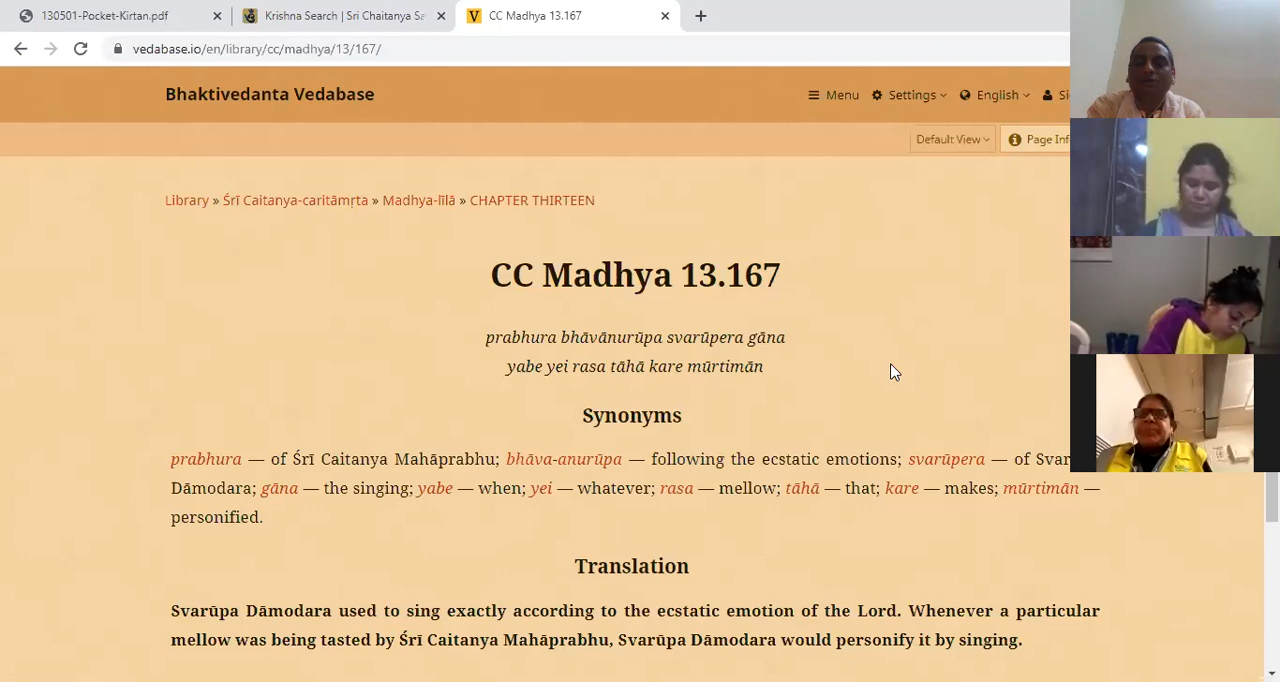 130501-Pocket-Kirtan.pdf
Krishna Search | Sri Chaitanya Sa
CC Madhya 13.167
vedabase.io/en/library/cc/madhya/13/167/
Bhaktivedanta Vedabase
Menu Settings English Si
Default View Page Inf
Library » Śrī Caitanya-caritāmṛta » Madhya-līlā » CHAPTER THIRTEEN
CC Madhya 13.167
prabhura bhāvānurūpa svarūpera gāna
yabe yei rasa tāhā kare mūrtimān
Synonyms
prabhura — of Śrī Caitanya Mahāprabhu; bhāva-anurūpa — following the ecstatic emotions; svarūpera — of Svar
Dāmodara; gāna — the singing; yabe — when; yei — whatever; rasa — mellow; tāhā — that; kare — makes; mūrtimān —
personified.
Translation
Svarūpa Dāmodara used to sing exactly according to the ecstatic emotion of the Lord. Whenever a particular
mellow was being tasted by Śrī Caitanya Mahāprabhu, Svarūpa Dāmodara would personify it by singing.